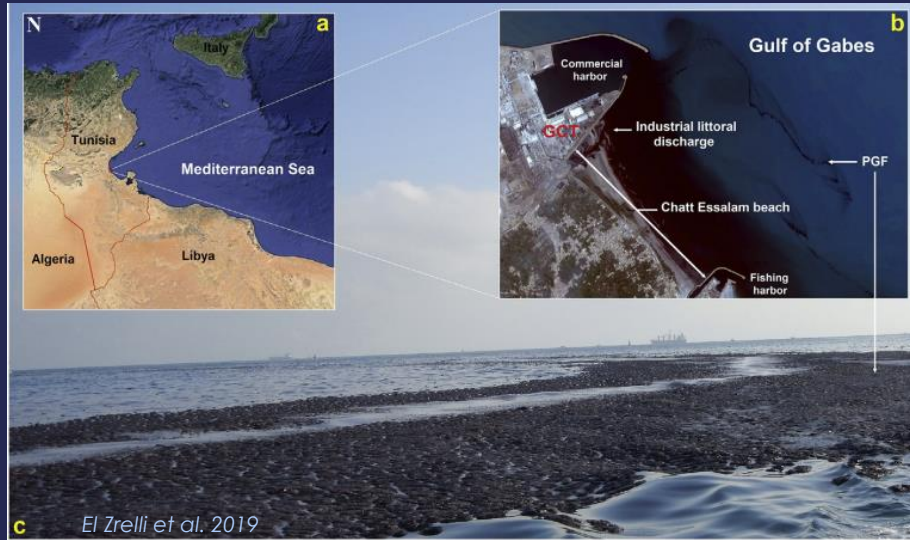 N
a
Italy
Tunisia
Mediterranean Sea
Algeria
Libya
b
Gulf of Gabes
Commercial
harbor
GCT
Industrial littoral
discharge
PGF
Chatt Essalam beach
Fishing
harbor
c
El Zrelli et al. 2019